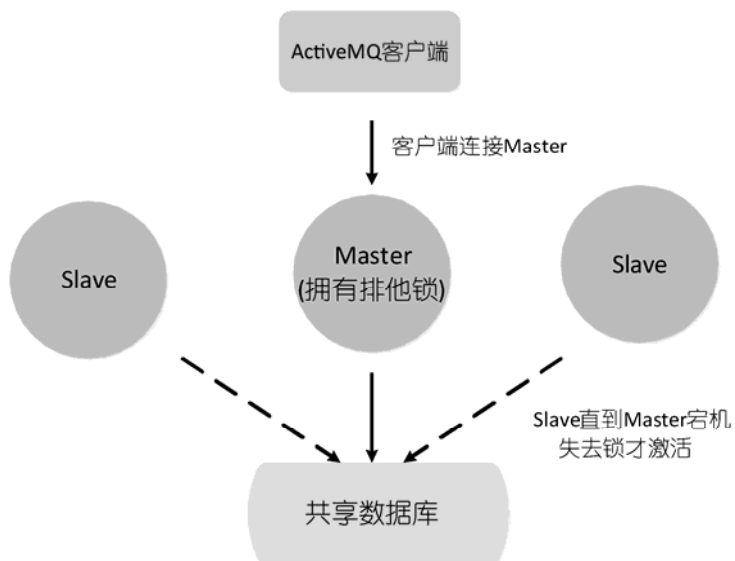 ActiveMQ客户端
客户端连接Master
Slave
Master
(拥有排他锁)
Slave
Slave直到Master宕机
失去锁才激活
共享数据库